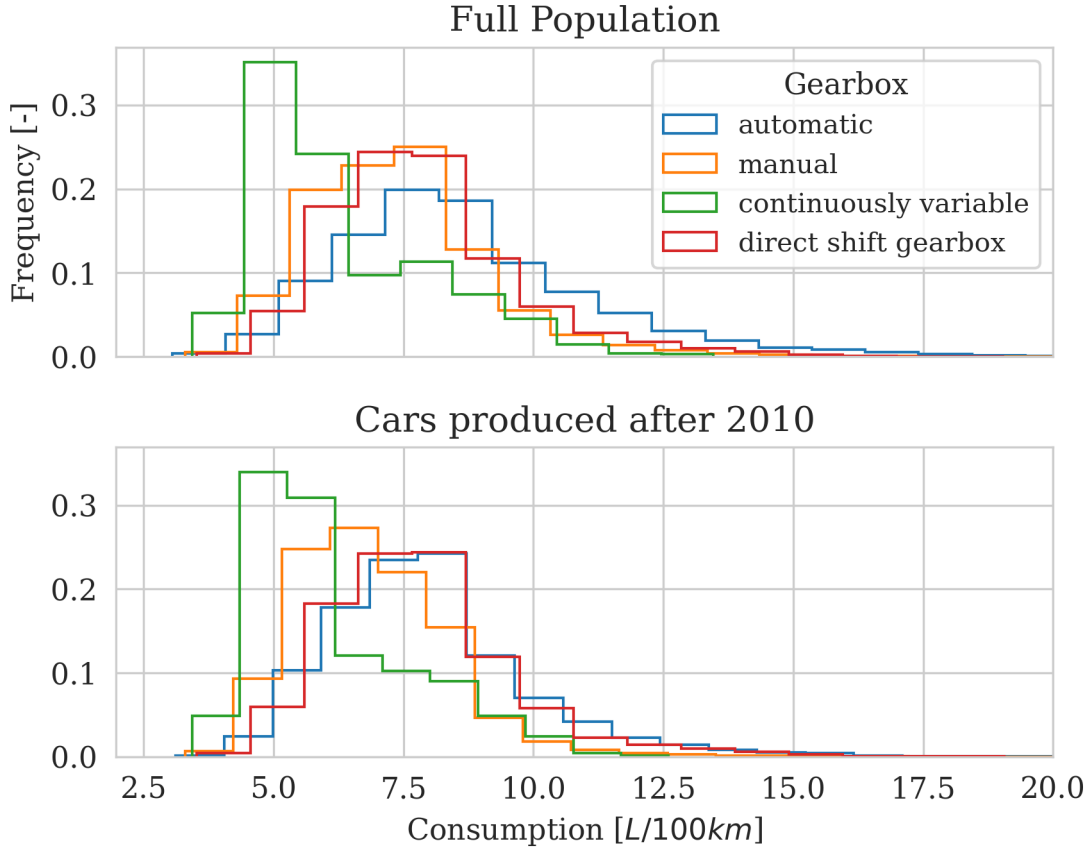 Full Population
Frequency [-]
0.3
0.2
0.1
0.0
Gearbox
automatic
manual
continuously variable
direct shift gearbox
Cars produced after 2010
0.3
0.2
0.1
0.0
2.5 5.0 7.5 10.0 12.5 15.0 17.5 20.0
Consumption [L/100km]